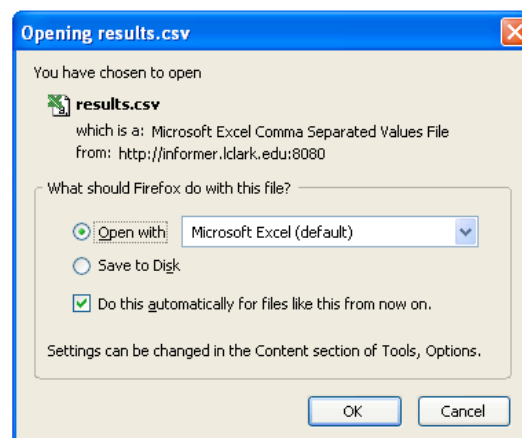 Opening results.csv
You have chosen to open
results.csv
which is a: Microsoft Excel Comma Separated Values File
from: http://informer.lclark.edu:8080
What should Firefox do with this file?
Open with Microsoft Excel (default)
Save to Disk
Do this automatically for files like this from now on.
Settings can be changed in the Content section of Tools, Options.
OK Cancel